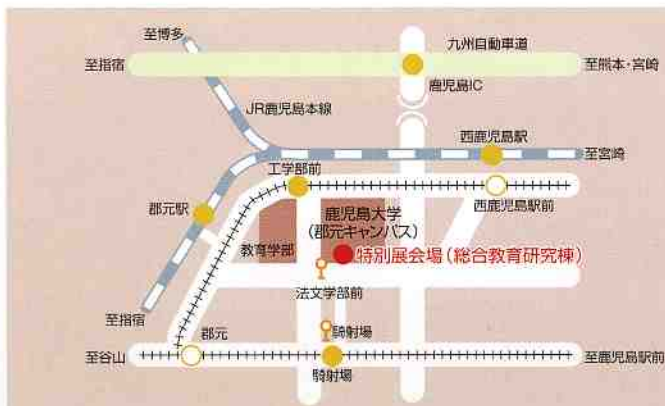 至博多
九州自動車道
至指宿
至熊本・宮崎
鹿児島IC
JR鹿児島本線
西鹿児島駅
至宮崎
工学部前
郡元駅
鹿児島大学
(郡元キャンパス)
西鹿児島駅前
教育学部
特別展会場(総合教育研究棟)
法文学部前
至指宿
郡元
騎射場
至谷山
至鹿児島駅前
騎射場